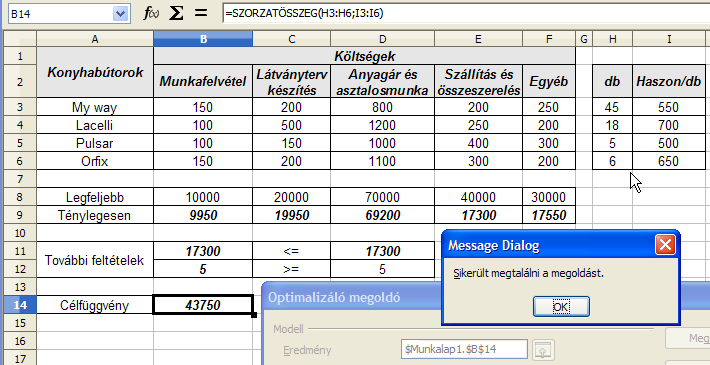 B14 f(x) Σ = =SZORZATÖSSZEG(H3:H6;I3:I6)
A B C D E F G H I
1 Konyhabútorok Költségek
2 Munkafelvétel Látványterv készítés Anyagár és asztalosmunka Szállítás és összeszerelés Egyéb db Haszon/db
3 My way 150 200 800 200 250 45 550
4 Lacelli 100 500 1200 250 200 18 700
5 Pulsar 100 150 1000 400 300 5 500
6 Orfix 150 200 1100 300 200 6 650
7
8 Legfeljebb 10000 20000 70000 40000 30000
9 Ténylegesen 9950 19950 69200 17300 17550
10
11 További feltételek 17300 <= 17300
12 5 >= 5
13
14 Célfüggvény 43750
15
16
17
Message Dialog
Sikerült megtalálni a megoldást.
OK
Optimalizáló megoldó
Modell
Eredmény $Munkalap1.$B$14
Meg